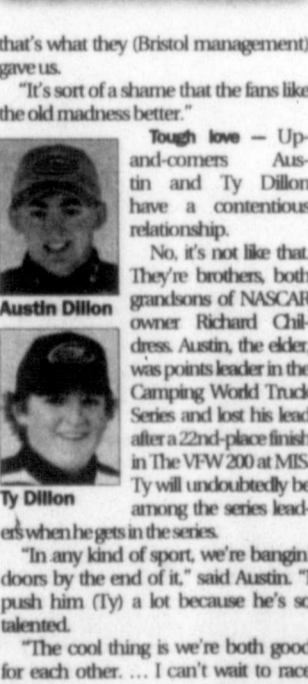 that's what they (Bristol management)
gave us.
"It's sort of a shame that the fans like
the old madness better."
Tough love — Up-
and-comers Aus-
tin and Ty Dillon
have a contentious
relationship.
No, it's not like that.
They're brothers, both
grandsons of NASCAR
owner Richard Chil-
dress. Austin, the elder,
was points leader in the
Camping World Truck
Series and lost his lead
after a 22nd-place finish
in The VFW 200 at MIS.
Ty will undoubtedly be
among the series lead-
ers when he gets in the series.
"In any kind of sport, we're bangin
doors by the end of it," said Austin. "I
push him (Ty) a lot because he's so
talented.
"The cool thing is we're both good
for each other. ... I can't wait to race
Austin Dillon
Ty Dillon